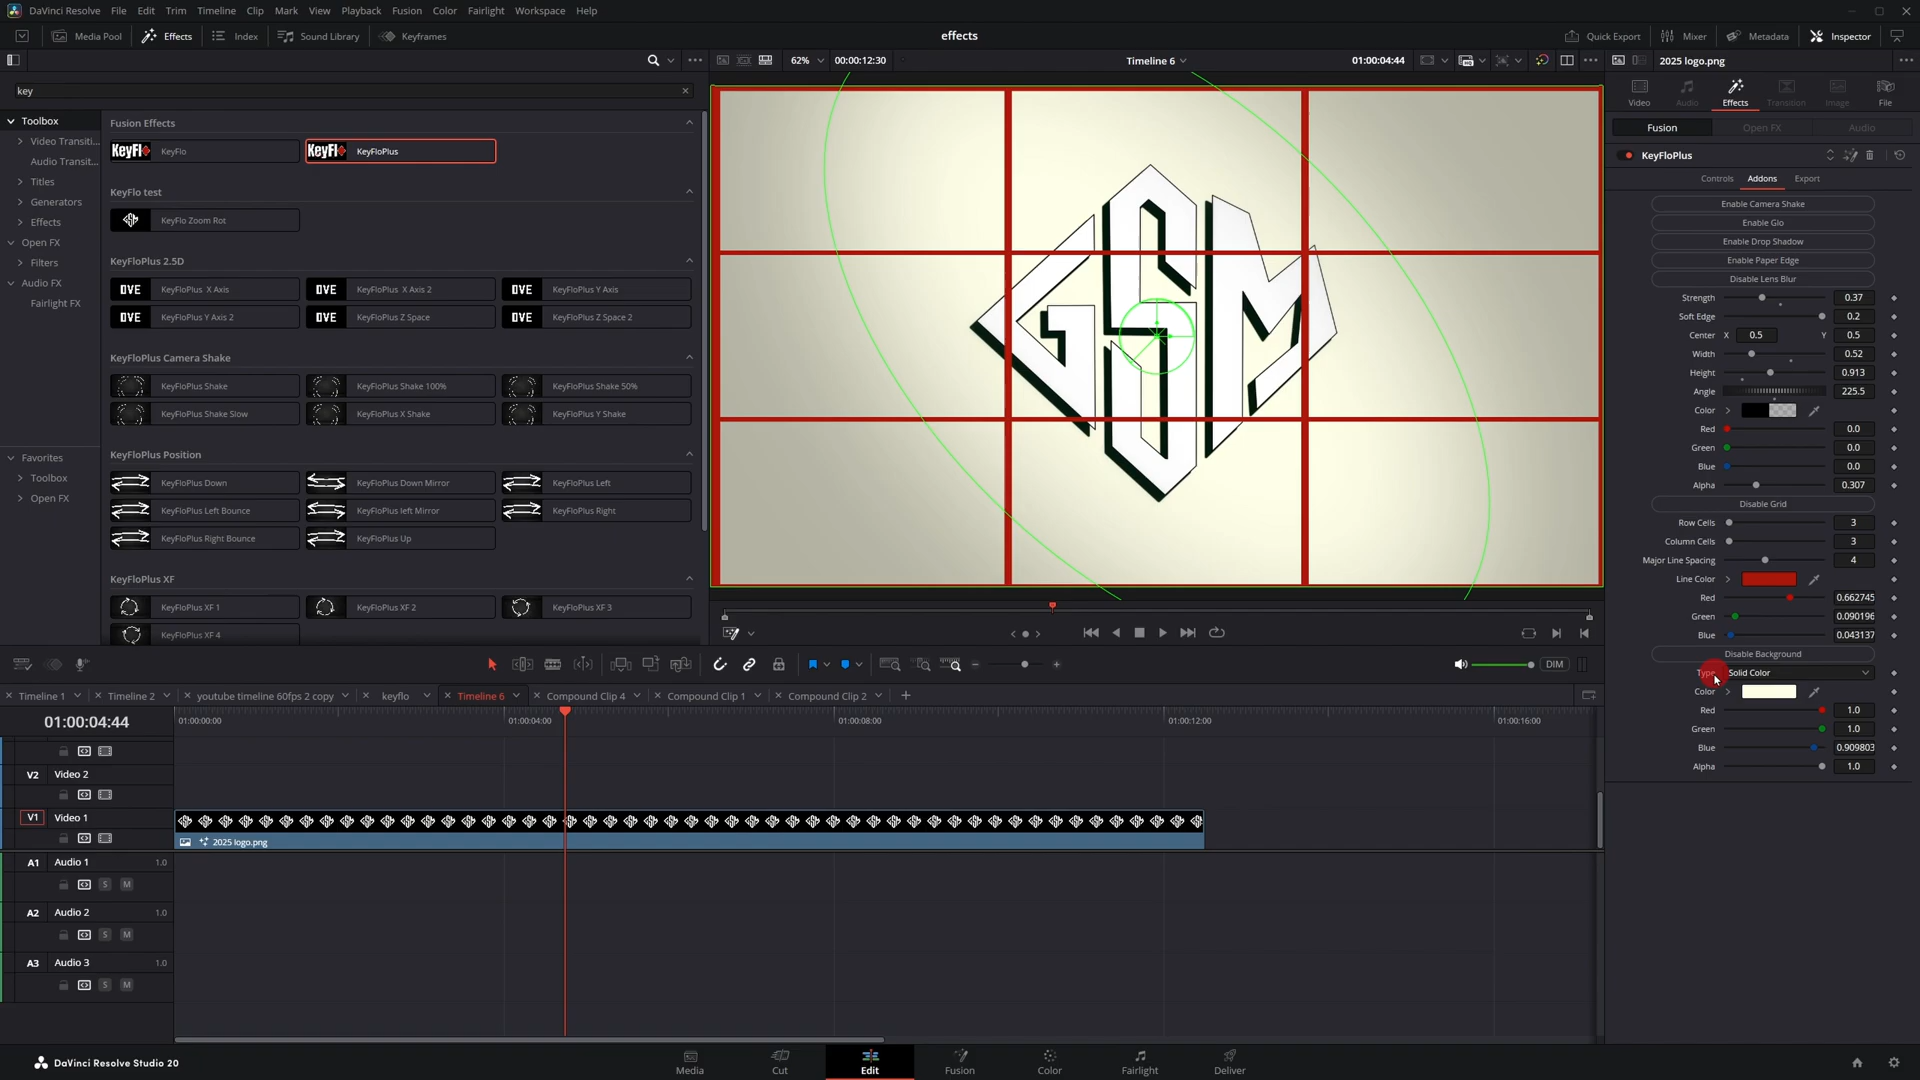 DaVinci Resolve File Edit Trim Timeline Clip Mark View Playback Fusion Color Fairlight Workspace Help
Media Pool Effects Index Sound Library Keyframes effects Quick Export Mixer Metadata Inspector
62% 00:00:12:30 Timeline 6 01:00:04:44 2025 logo.png
key
Toolbox
Video Transiti...
Audio Transit...
Titles
Generators
Effects
Open FX
Filters
Audio FX
Fairlight FX
Favorites
Toolbox
Open FX
Fusion Effects
KeyFl KeyFlo KeyFl KeyFloPlus
KeyFlo test
KeyFlo Zoom Rot
KeyFloPlus 2.5D
OVE KeyFloPlus X Axis OVE KeyFloPlus X Axis 2 OVE KeyFloPlus Y Axis
OVE KeyFloPlus Y Axis 2 OVE KeyFloPlus Z Space OVE KeyFloPlus Z Space 2
KeyFloPlus Camera Shake
KeyFloPlus Shake KeyFloPlus Shake 100% KeyFloPlus Shake 50%
KeyFloPlus Shake Slow KeyFloPlus X Shake KeyFloPlus Y Shake
KeyFloPlus Position
KeyFloPlus Down KeyFloPlus Down Mirror KeyFloPlus Left
KeyFloPlus Left Bounce KeyFloPlus left Mirror KeyFloPlus Right
KeyFloPlus Right Bounce KeyFloPlus Up
KeyFloPlus XF
KeyFloPlus XF 1 KeyFloPlus XF 2 KeyFloPlus XF 3
KeyFloPlus XF 4
GSM
Video Audio Effects Transition Image File
Fusion Open FX Audio
KeyFloPlus
Controls Addons Export
Enable Camera Shake
Enable Glo
Enable Drop Shadow
Enable Paper Edge
Disable Lens Blur
Strength 0.37
Soft Edge 0.2
Center X 0.5 Y 0.5
Width 0.52
Height 0.913
Angle 225.5
Color
Red 0.0
Green 0.0
Blue 0.0
Alpha 0.307
Disable Grid
Row Cells 3
Column Cells 3
Major Line Spacing 4
Line Color
Red 0.662745
Green 0.090196
Blue 0.043137
Disable Background
Type Solid Color
Color
Red 1.0
Green 1.0
Blue 0.909803
Alpha 1.0
DIM
Timeline 1 Timeline 2 youtube timeline 60fps 2 copy keyflo Timeline 6 Compound Clip 4 Compound Clip 1 Compound Clip 2
01:00:04:44 01:00:00:00 01:00:04:00 01:00:08:00 01:00:12:00 01:00:16:00
V2 Video 2
V1 Video 1
2025 logo.png
A1 Audio 1 1.0
S M
A2 Audio 2 1.0
S M
A3 Audio 3 1.0
S M
DaVinci Resolve Studio 20
Media Cut Edit Fusion Color Fairlight Deliver